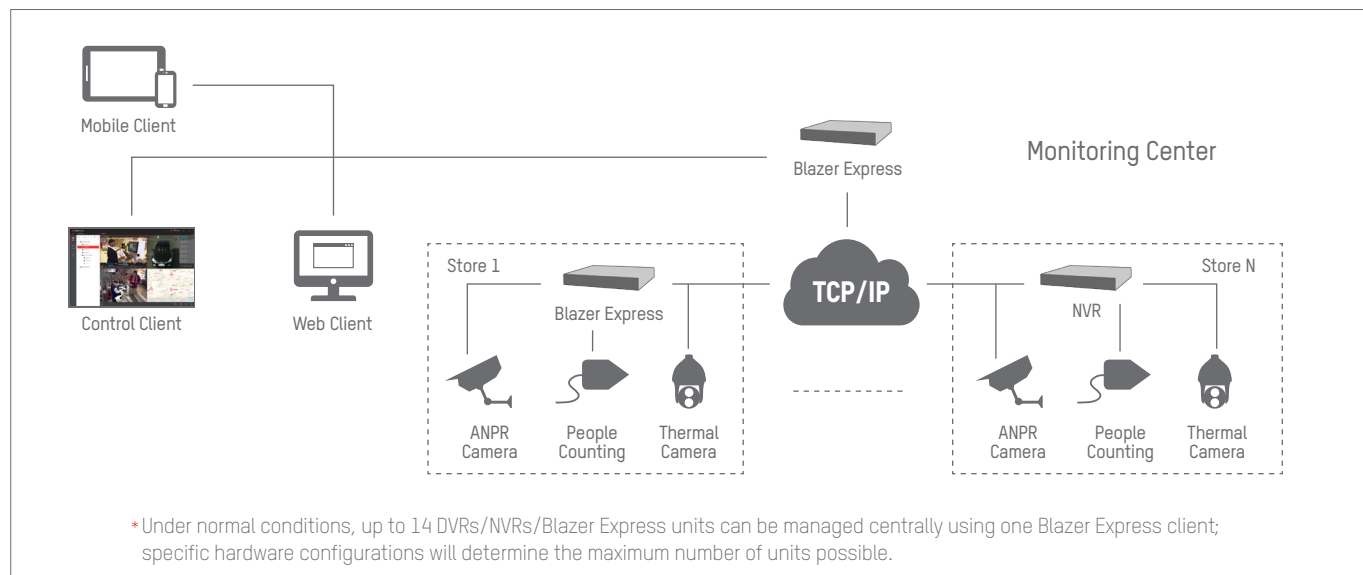 Mobile Client
Blazer Express
Monitoring Center
Control Client
Web Client
Store 1
Blazer Express
ANPR
Camera
People
Counting
Thermal
Camera
TCP/IP
Store N
NVR
ANPR
Camera
People
Counting
Thermal
Camera
* Under normal conditions, up to 14 DVRs/NVRs/Blazer Express units can be managed centrally using one Blazer Express client;
specific hardware configurations will determine the maximum number of units possible.